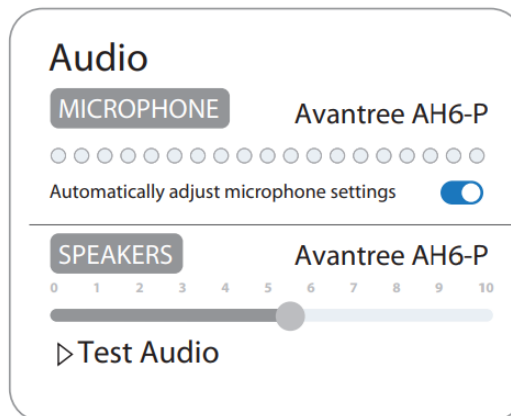 Audio
MICROPHONE Avantree AH6-P
Automatically adjust microphone settings
SPEAKERS Avantree AH6-P
0 1 2 3 4 5 6 7 8 9 10
Test Audio